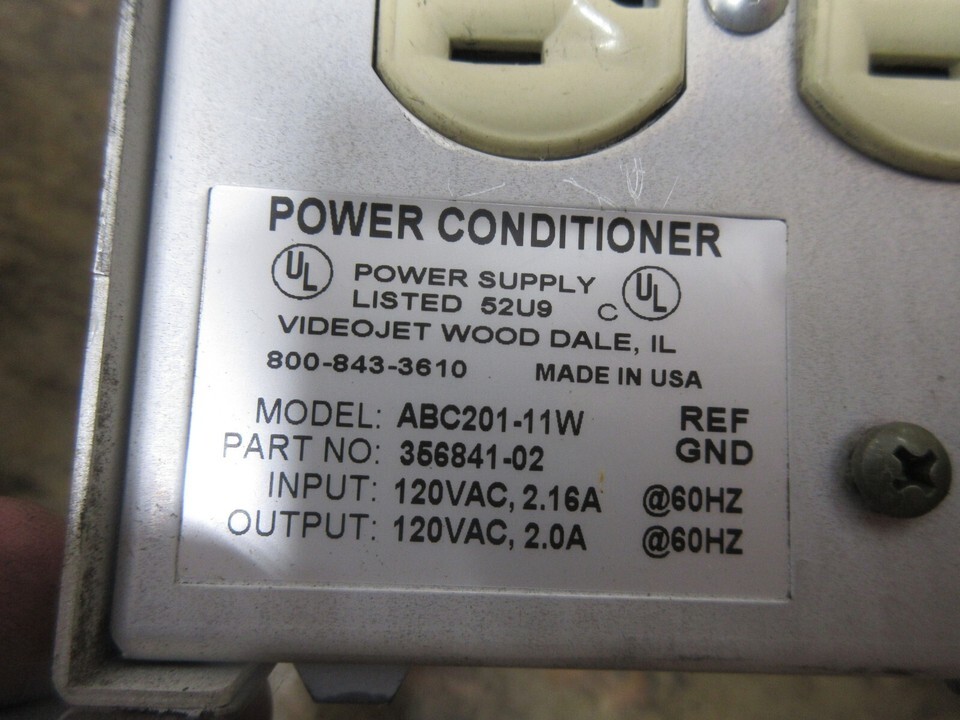 POWER CONDITIONER
UL POWER SUPPLY C UL
LISTED 52U9
VIDEOJET WOOD DALE, IL
800-843-3610 MADE IN USA
MODEL: ABC201-11W REF
PART NO: 356841-02 GND
INPUT: 120VAC, 2.16A @60HZ
OUTPUT: 120VAC, 2.0A @60HZ